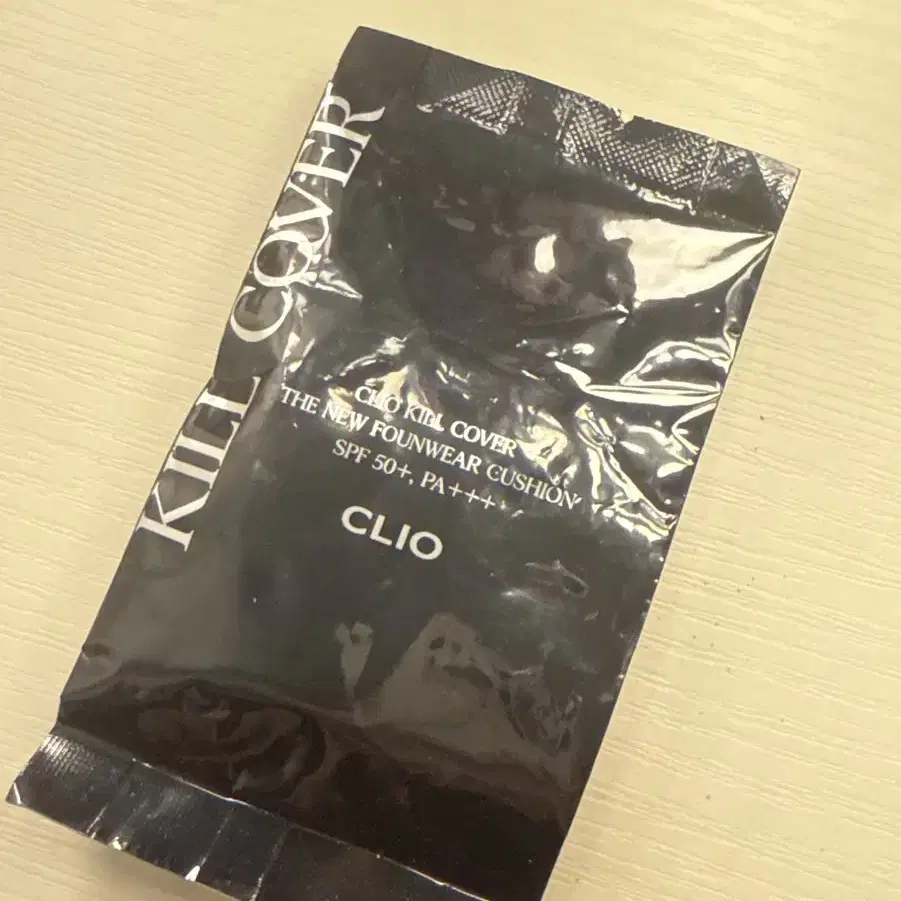 KILL COVER
CLIO KILL COVER
THE NEW FOUNWEAR CUSHION
SPF 50+, PA+++
CLIO